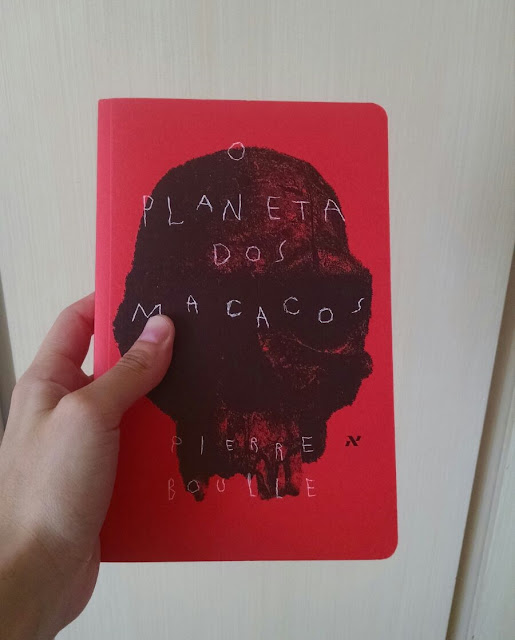 O
PLANETA
DOS
MACACOS
PIERRE
BOULLE